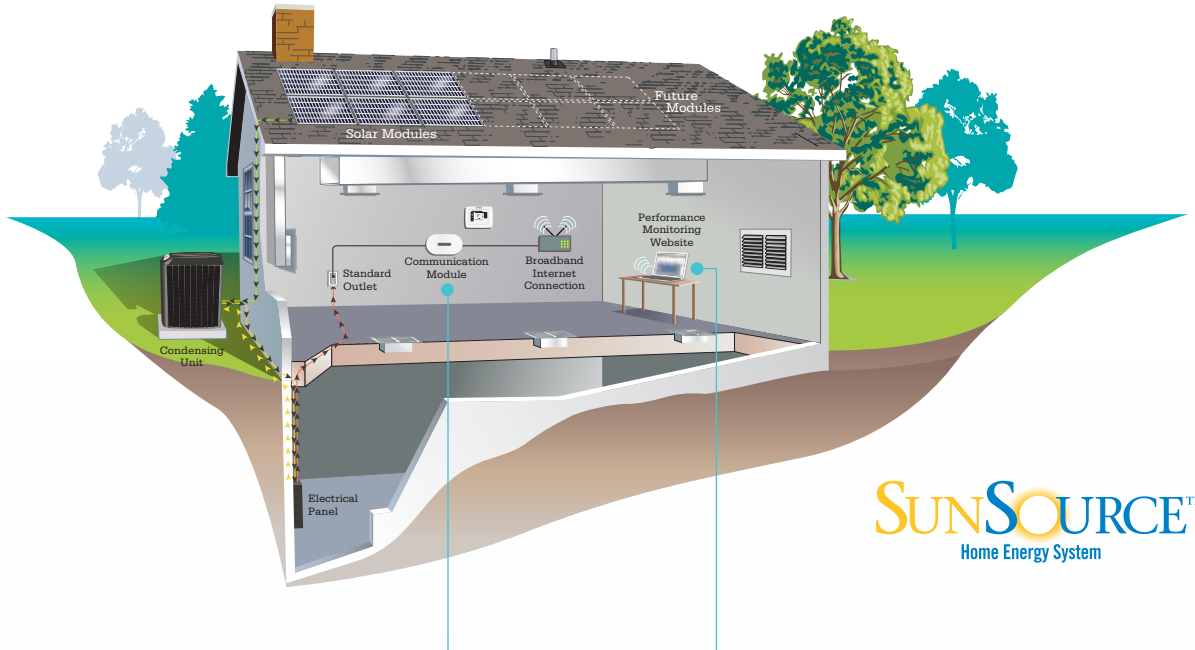 Future
Modules
Solar Modules
Performance
Monitoring
Website
Communication
Module
Broadband
Internet
Connection
Standard
Outlet
Condensing
Unit
Electrical
Panel
SUNSOURCE™
Home Energy System